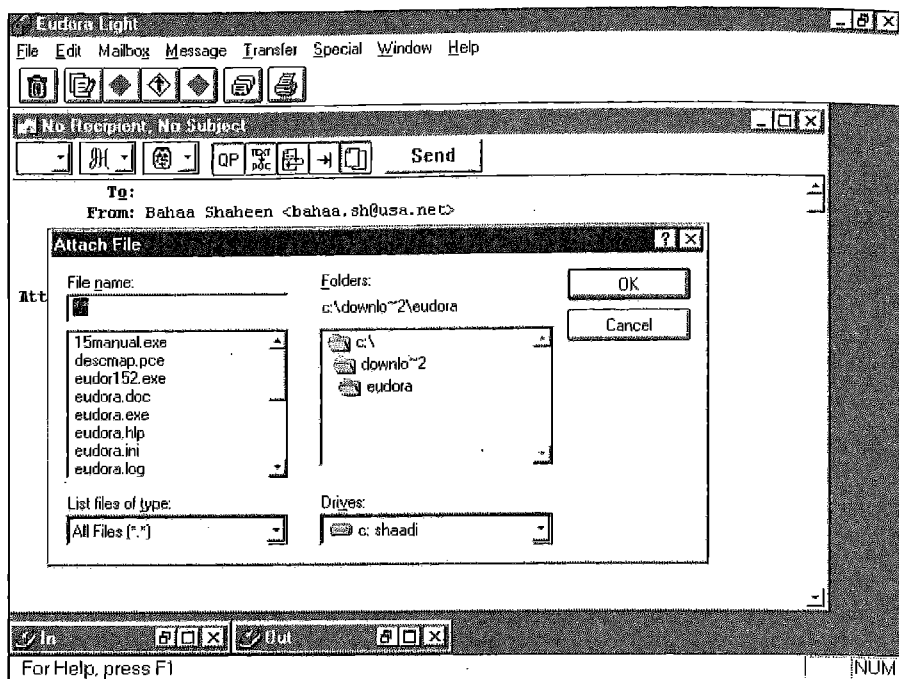 Eudora Light
File Edit Mailbox Message Transfer Special Window Help
No Recipient, No Subject
QP TEXT DOC Send
To:
From: Bahaa Shaheen <bahaa.sh@usa.net>
Attach File
Att
File name:
Folders:
OK
c:\downlo~2\eudora
Cancel
15manual.exe
descmap.pce
eudor152.exe
eudora.doc
eudora.exe
eudora.hlp
eudora.ini
eudora.log
c:\
downlo~2
eudora
List files of type:
Drives:
All Files (*.*)
c: shaadi
In
Out
For Help, press F1
NUM